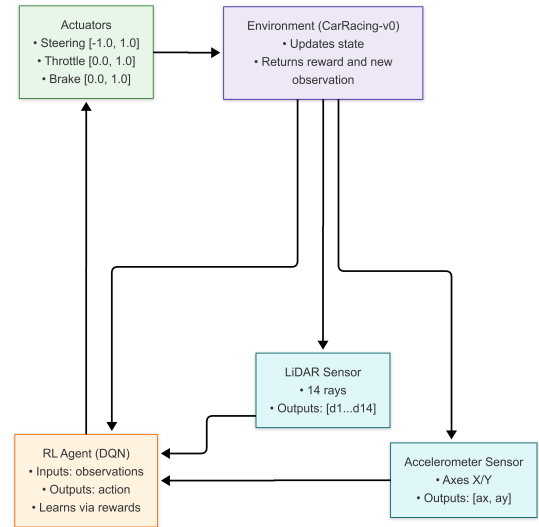 Actuators
• Steering [-1.0, 1.0]
• Throttle [0.0, 1.0]
• Brake [0.0, 1.0]
Environment (CarRacing-v0)
• Updates state
• Returns reward and new
observation
LiDAR Sensor
• 14 rays
• Outputs: [d1...d14]
RL Agent (DQN)
• Inputs: observations
• Outputs: action
• Learns via rewards
Accelerometer Sensor
• Axes X/Y
• Outputs: [ax, ay]